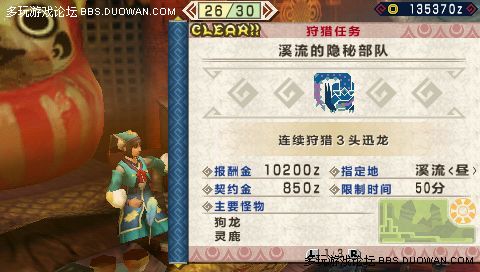 多玩游戏论坛 BBS.DUOWAN.COM
26/30
135370z
CLEAR!!
狩猎任务
溪流的隐秘部队
连续狩猎3头迅龙
报酬金 10200z 指定地 溪流<昼>
契约金 850z 限制时间 50分
主要怪物
狗龙
灵鹿
L 1/2 R
多玩游戏论坛 BBS.DUOWAN.COM